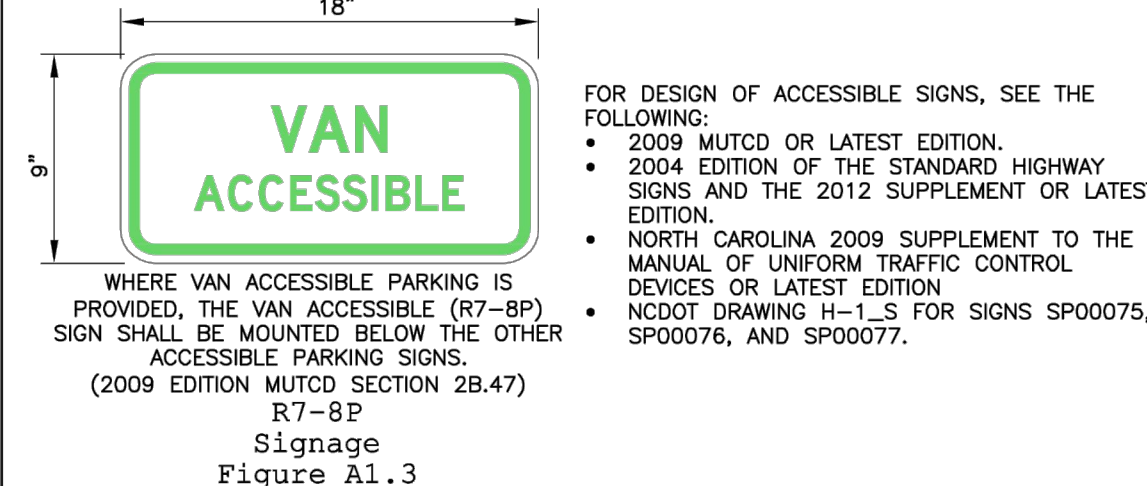 18"
9"
VAN
ACCESSIBLE
WHERE VAN ACCESSIBLE PARKING IS
PROVIDED, THE VAN ACCESSIBLE (R7-8P)
SIGN SHALL BE MOUNTED BELOW THE OTHER
ACCESSIBLE PARKING SIGNS.
(2009 EDITION MUTCD SECTION 2B.47)
R7-8P
Signage
Figure A1.3
FOR DESIGN OF ACCESSIBLE SIGNS, SEE THE
FOLLOWING:
• 2009 MUTCD OR LATEST EDITION.
• 2004 EDITION OF THE STANDARD HIGHWAY
SIGNS AND THE 2012 SUPPLEMENT OR LATEST
EDITION.
• NORTH CAROLINA 2009 SUPPLEMENT TO THE
MANUAL OF UNIFORM TRAFFIC CONTROL
DEVICES OR LATEST EDITION
• NCDOT DRAWING H-1_S FOR SIGNS SP00075,
SP00076, AND SP00077.